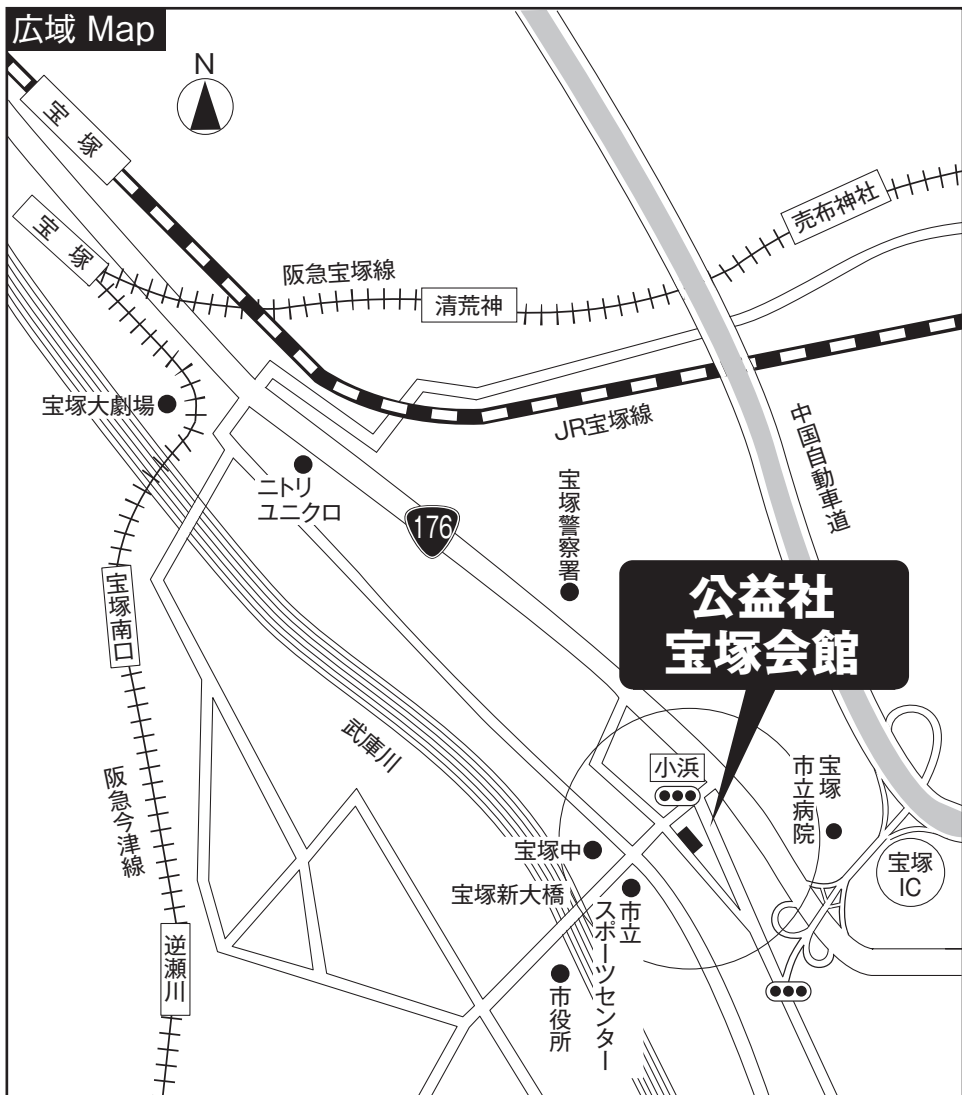 広域 Map
N
宝塚
宝塚
売布神社
阪急宝塚線
清荒神
宝塚大劇場
JR宝塚線
中国自動車道
ニトリ
ユニクロ
176
宝塚警察署
公益社
宝塚会館
宝塚南口
武庫川
小浜
宝塚
市立病院
阪急今津線
宝塚中
宝塚
IC
宝塚新大橋
市立
スポーツセンター
逆瀬川
市役所